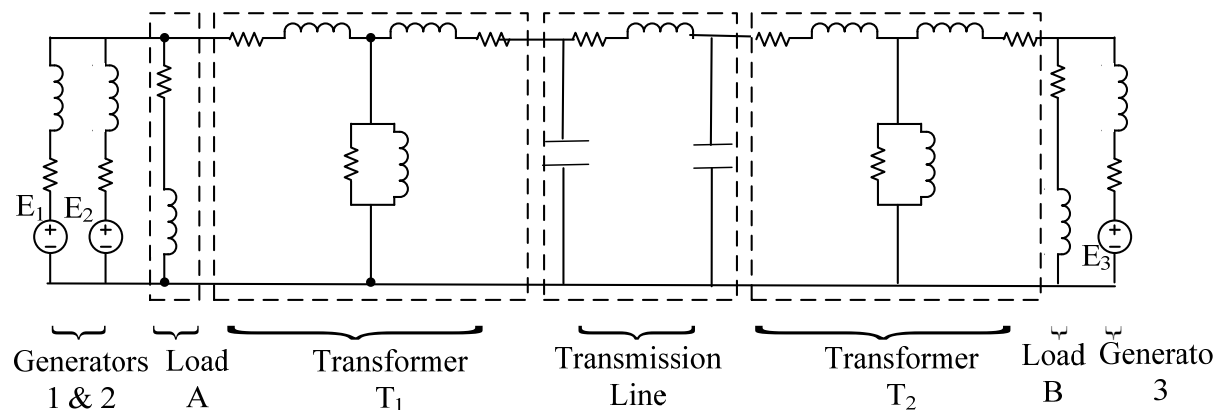 E1
E2
E3
Generators
1 & 2
Load
A
Transformer
T1
Transmission
Line
Transformer
T2
Load
B
Generato
3